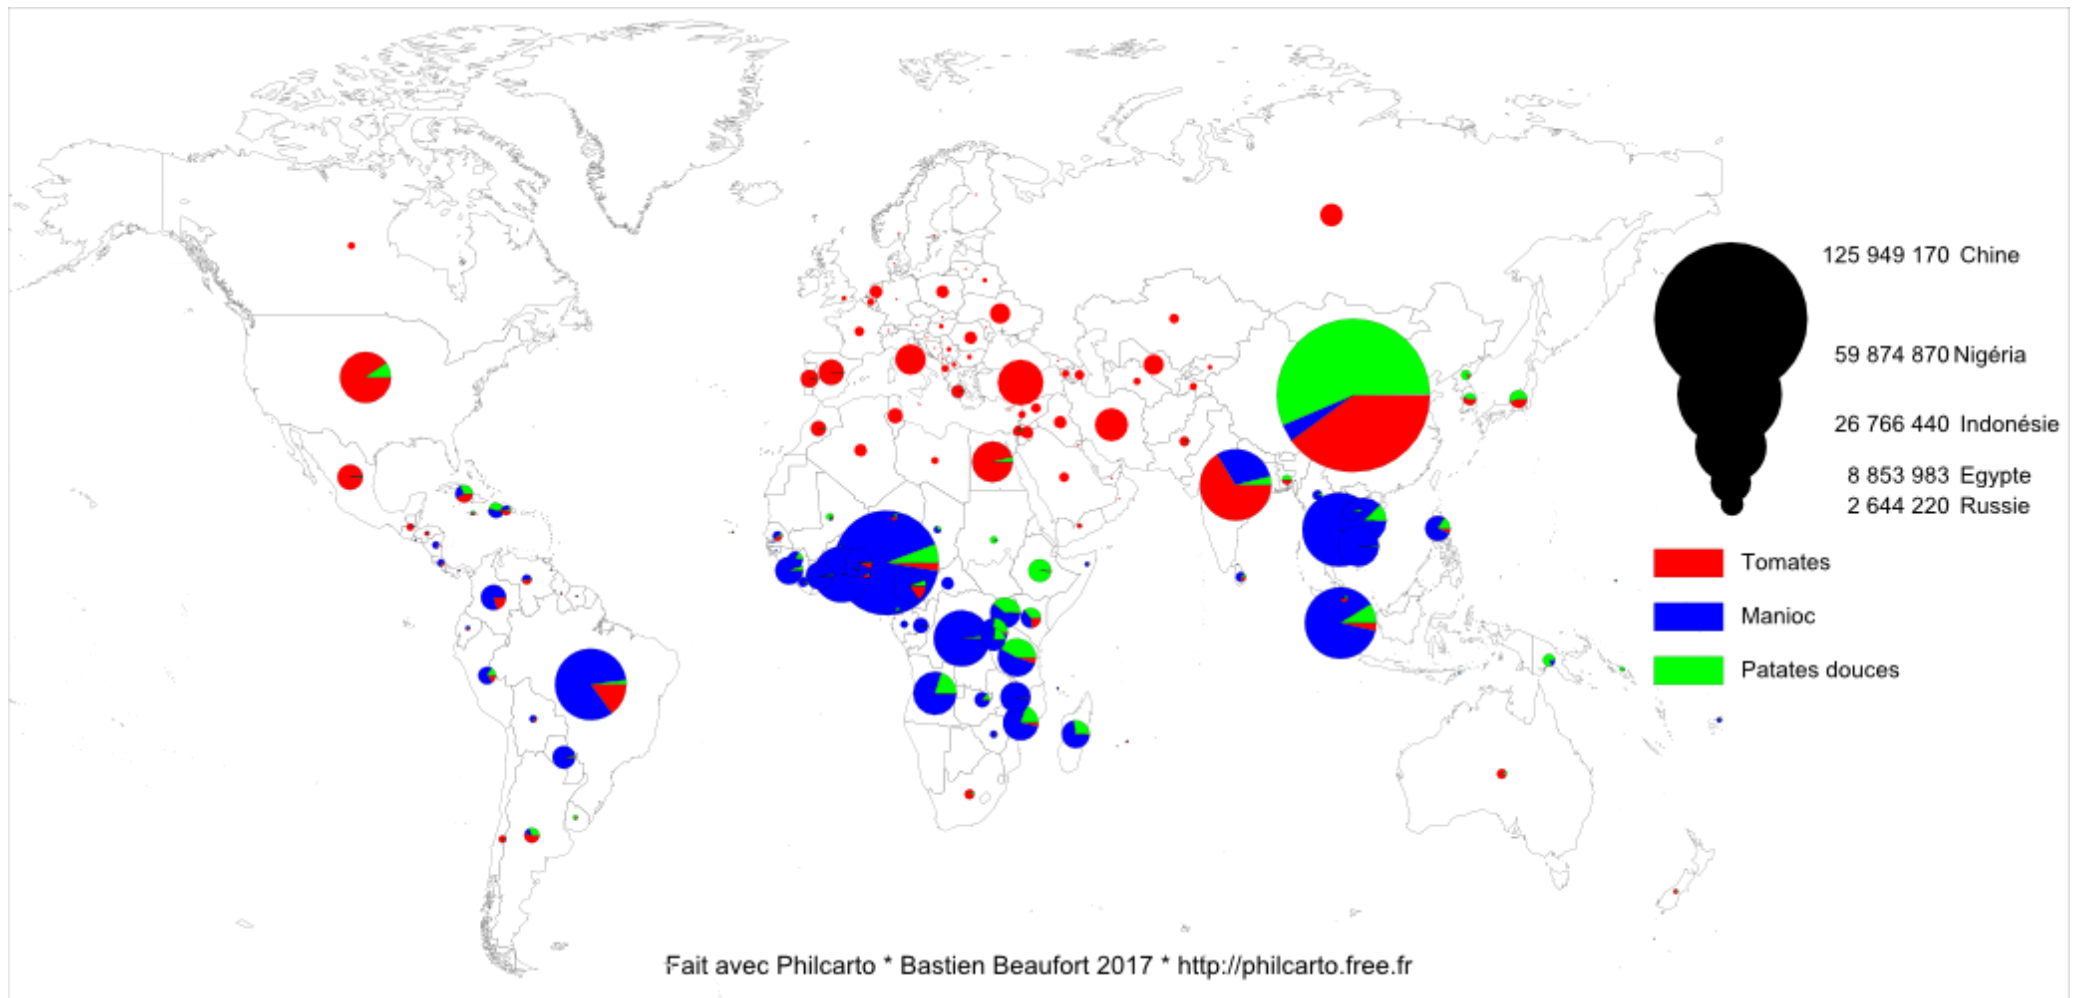 125 949 170 Chine
59 874 870 Nigéria
26 766 440 Indonésie
8 853 983 Egypte
2 644 220 Russie
Tomates
Manioc
Patates douces
Fait avec Philcarto * Bastien Beaufort 2017 * http://philcarto.free.fr